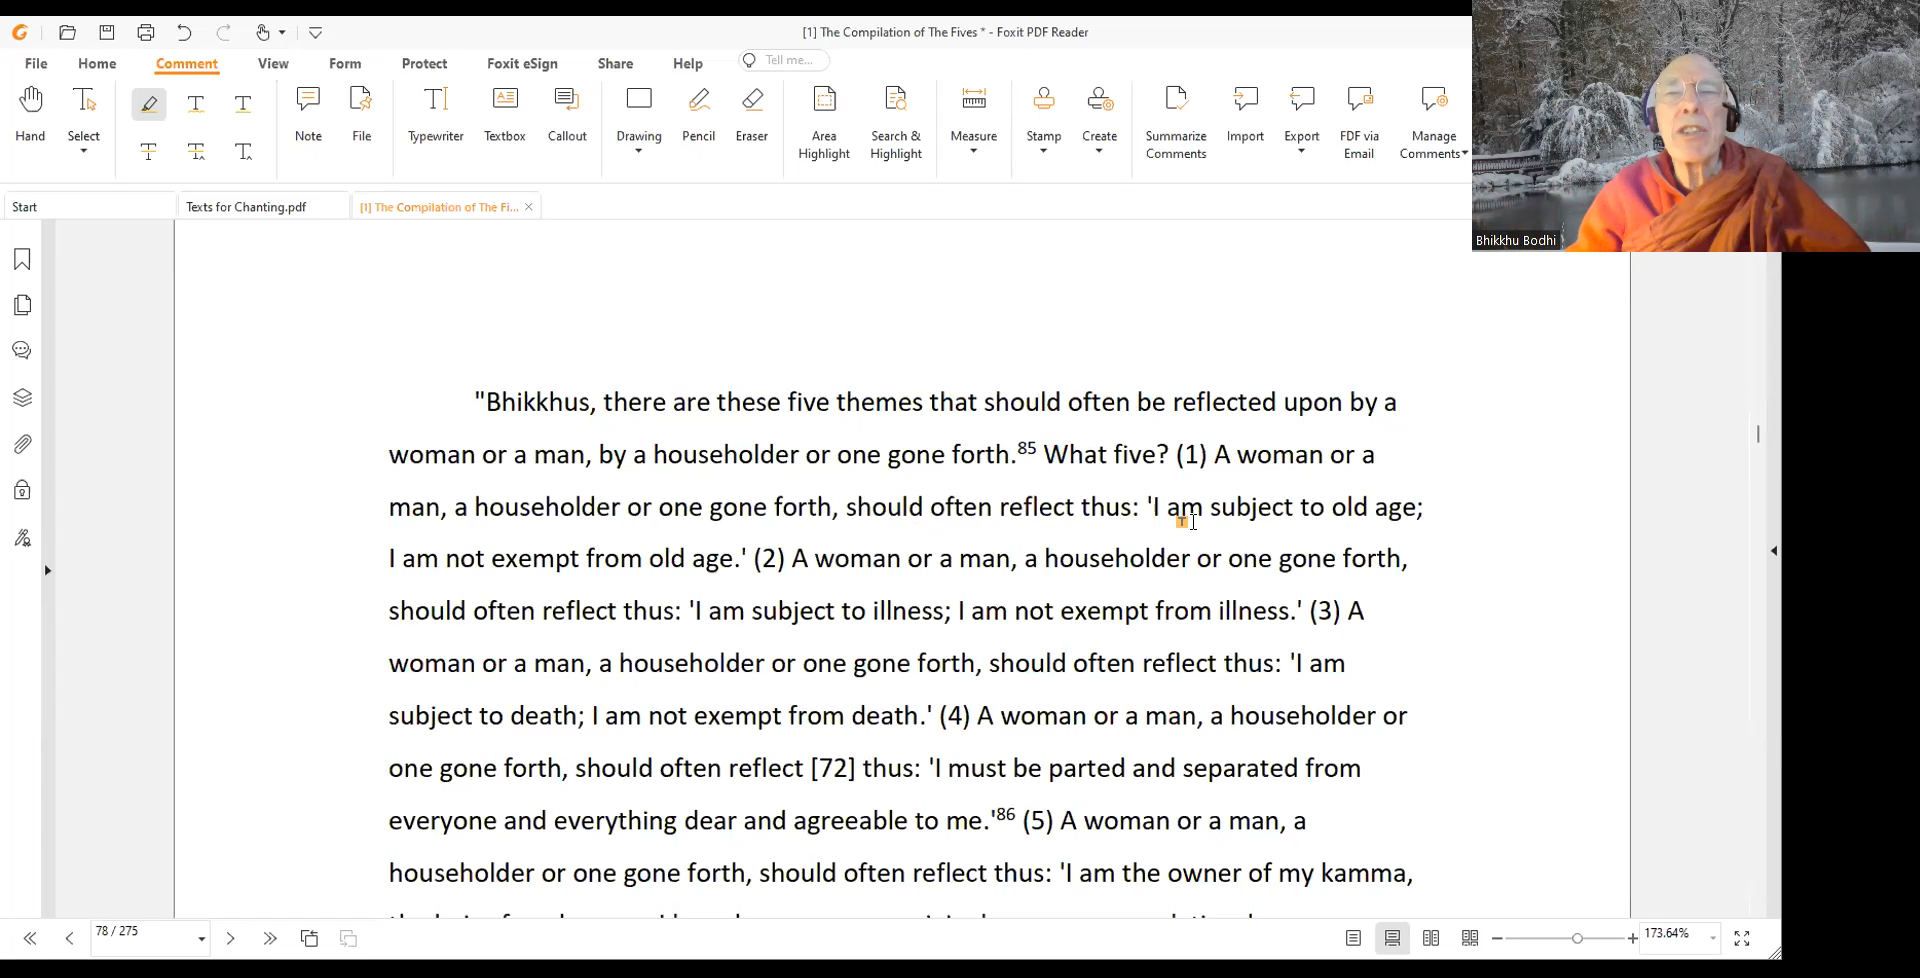 [1] The Compilation of The Fives * - Foxit PDF Reader
File Home Comment View Form Protect Foxit eSign Share Help Tell me...
Hand Select Note File Typewriter Textbox Callout Drawing Pencil Eraser Area Highlight Search & Highlight Measure Stamp Create Summarize Comments Import Export FDF via Email Manage Comments
Start Texts for Chanting.pdf [1] The Compilation of The Fi...
Bhikkhu Bodhi
"Bhikkhus, there are these five themes that should often be reflected upon by a
woman or a man, by a householder or one gone forth.85 What five? (1) A woman or a
man, a householder or one gone forth, should often reflect thus: 'I am subject to old age;
I am not exempt from old age.' (2) A woman or a man, a householder or one gone forth,
should often reflect thus: 'I am subject to illness; I am not exempt from illness.' (3) A
woman or a man, a householder or one gone forth, should often reflect thus: 'I am
subject to death; I am not exempt from death.' (4) A woman or a man, a householder or
one gone forth, should often reflect [72] thus: 'I must be parted and separated from
everyone and everything dear and agreeable to me.'86 (5) A woman or a man, a
householder or one gone forth, should often reflect thus: 'I am the owner of my kamma,
78 / 275 173.64%